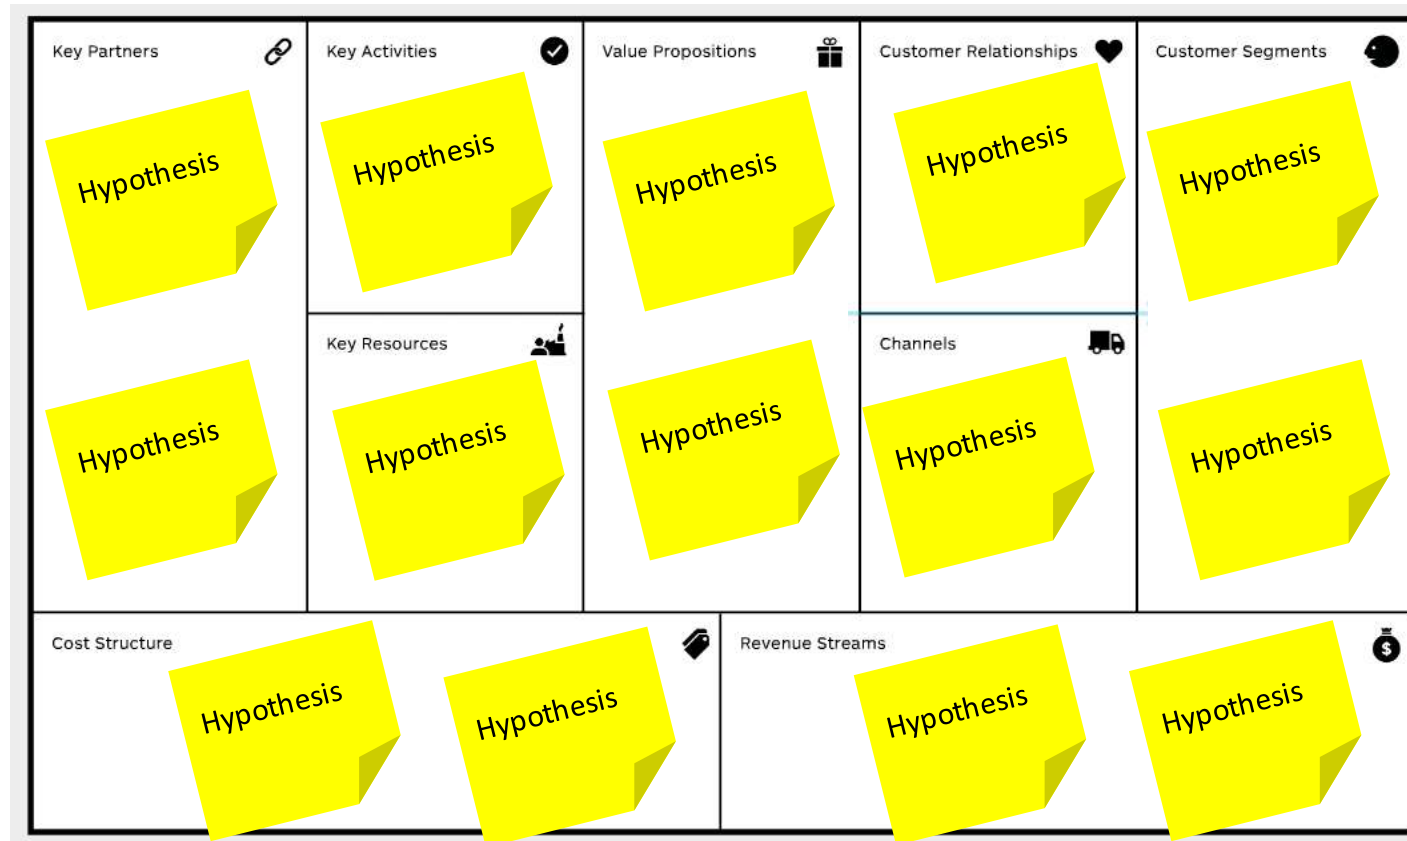 Key Partners
Hypothesis
Hypothesis
Key Activities
Hypothesis
Key Resources
Hypothesis
Value Propositions
Hypothesis
Hypothesis
Customer Relationships
Hypothesis
Channels
Hypothesis
Customer Segments
Hypothesis
Hypothesis
Cost Structure
Hypothesis
Hypothesis
Revenue Streams
Hypothesis
Hypothesis
$